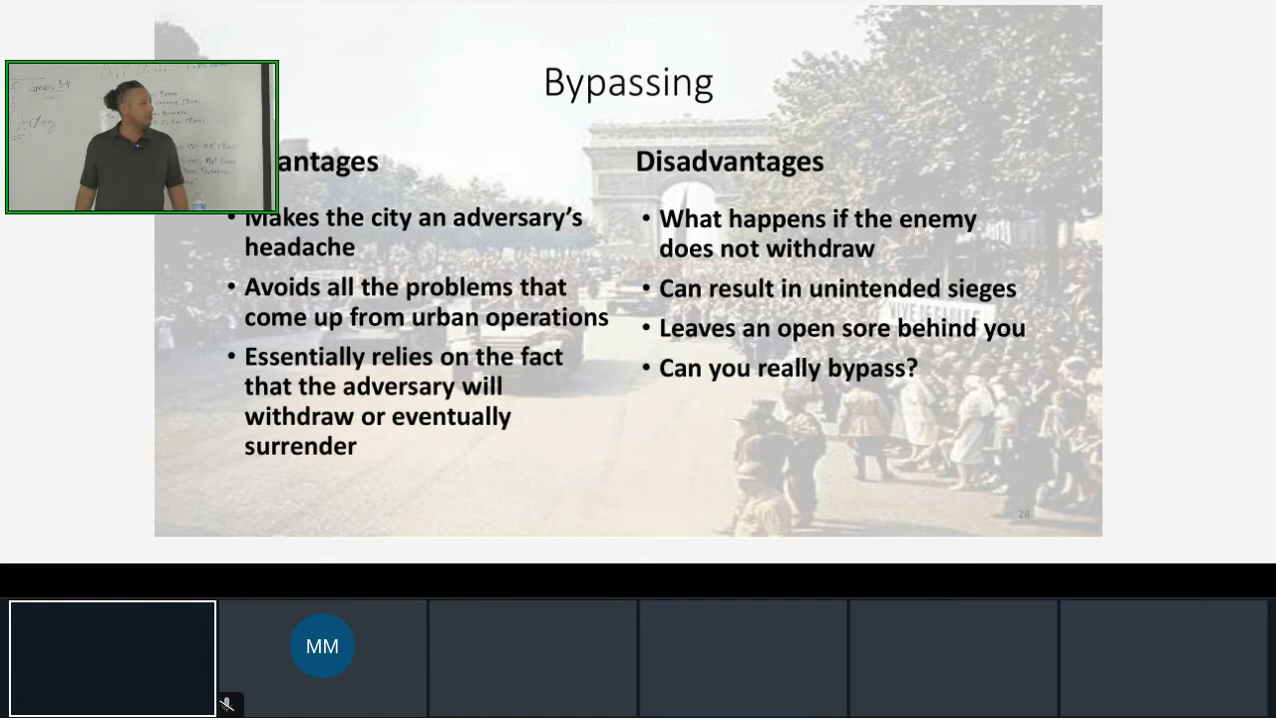 Bypassing
antages
• Makes the city an adversary’s
headache
• Avoids all the problems that
come up from urban operations
• Essentially relies on the fact
that the adversary will
withdraw or eventually
surrender
Disadvantages
• What happens if the enemy
does not withdraw
• Can result in unintended sieges
• Leaves an open sore behind you
• Can you really bypass?
28
MM